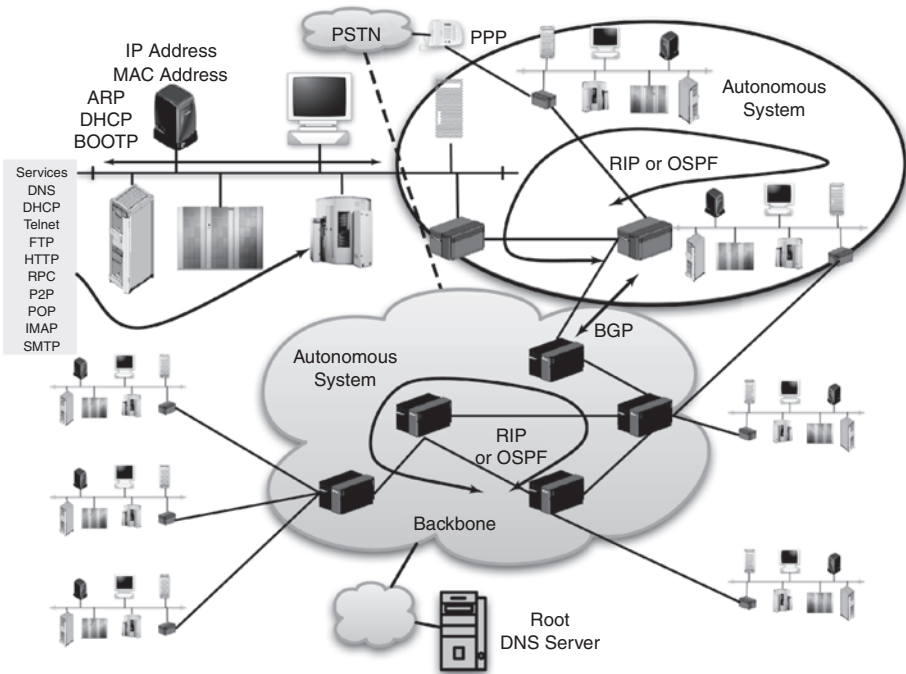 PSTN
PPP
IP Address
MAC Address
ARP
DHCP
BOOTP
Autonomous
System
Services
DNS
DHCP
Telnet
FTP
HTTP
RPC
P2P
POP
IMAP
SMTP
RIP or OSPF
BGP
Autonomous
System
RIP
or OSPF
Backbone
Root
DNS Server